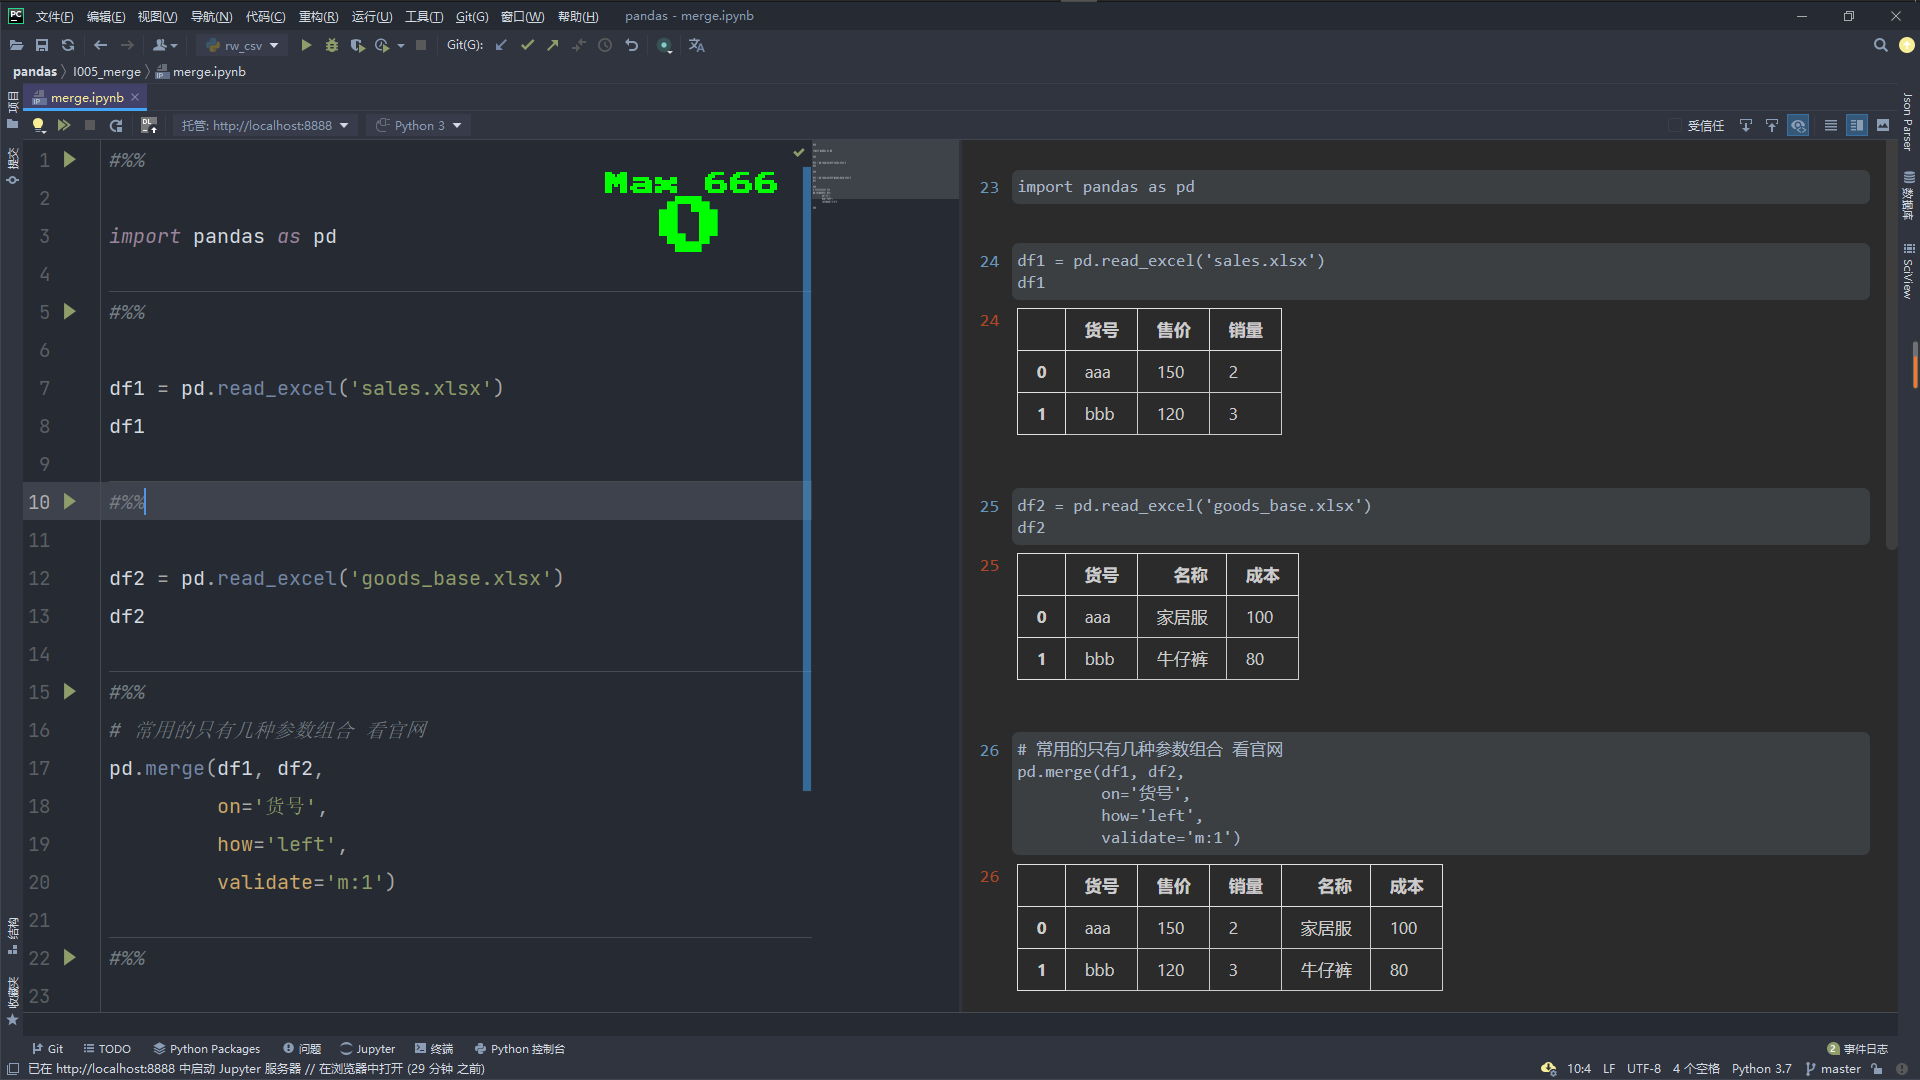 PC 文件(F) 编辑(E) 视图(V) 导航(N) 代码(C) 重构(R) 运行(U) 工具(T) Git(G) 窗口(W) 帮助(H) pandas - merge.ipynb
rw_csv Git(G):
pandas 〉 I005_merge 〉 merge.ipynb
merge.ipynb
托管: http://localhost:8888 Python 3 受信任
项目
提交
结构
收藏夹
1 #%%
2
3 import pandas as pd
4
5 #%%
6
7 df1 = pd.read_excel('sales.xlsx')
8 df1
9
10 #%%
11
12 df2 = pd.read_excel('goods_base.xlsx')
13 df2
14
15 #%%
16 # 常用的只有几种参数组合 看官网
17 pd.merge(df1, df2,
18 on='货号',
19 how='left',
20 validate='m:1')
21
22 #%%
23
Max 666
0
23 import pandas as pd
24 df1 = pd.read_excel('sales.xlsx')
df1
24 货号 售价 销量
0 aaa 150 2
1 bbb 120 3
25 df2 = pd.read_excel('goods_base.xlsx')
df2
25 货号 名称 成本
0 aaa 家居服 100
1 bbb 牛仔裤 80
26 # 常用的只有几种参数组合 看官网
pd.merge(df1, df2,
on='货号',
how='left',
validate='m:1')
26 货号 售价 销量 名称 成本
0 aaa 150 2 家居服 100
1 bbb 120 3 牛仔裤 80
Json Parser
数据库
SciView
Git TODO Python Packages 问题 Jupyter 终端 Python 控制台 2 事件日志
已在 http://localhost:8888 中启动 Jupyter 服务器 // 在浏览器中打开 (29 分钟 之前) 10:4 LF UTF-8 4 个空格 Python 3.7 master